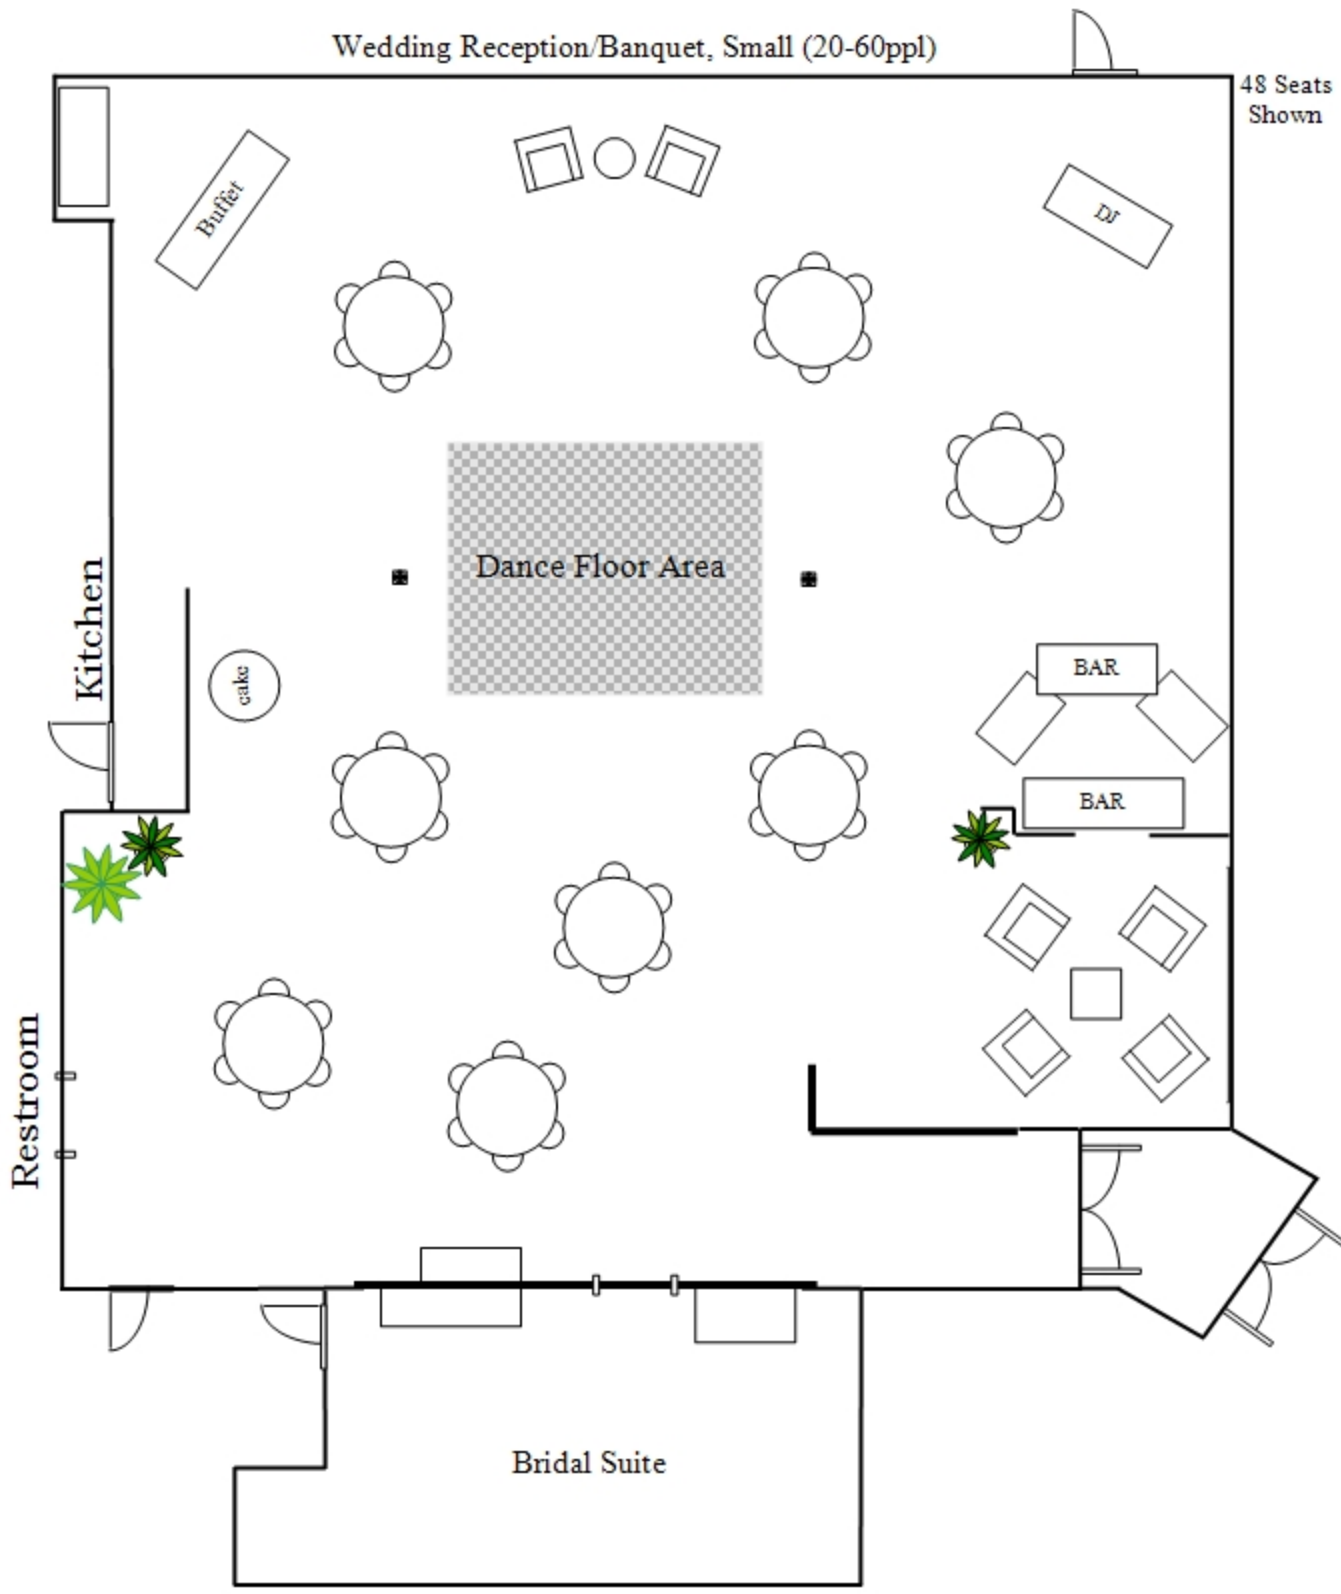 Wedding Reception/Banquet, Small (20-60ppl)
48 Seats
Shown
Buffet
DJ
Dance Floor Area
Kitchen
cake
BAR
BAR
Restroom
Bridal Suite